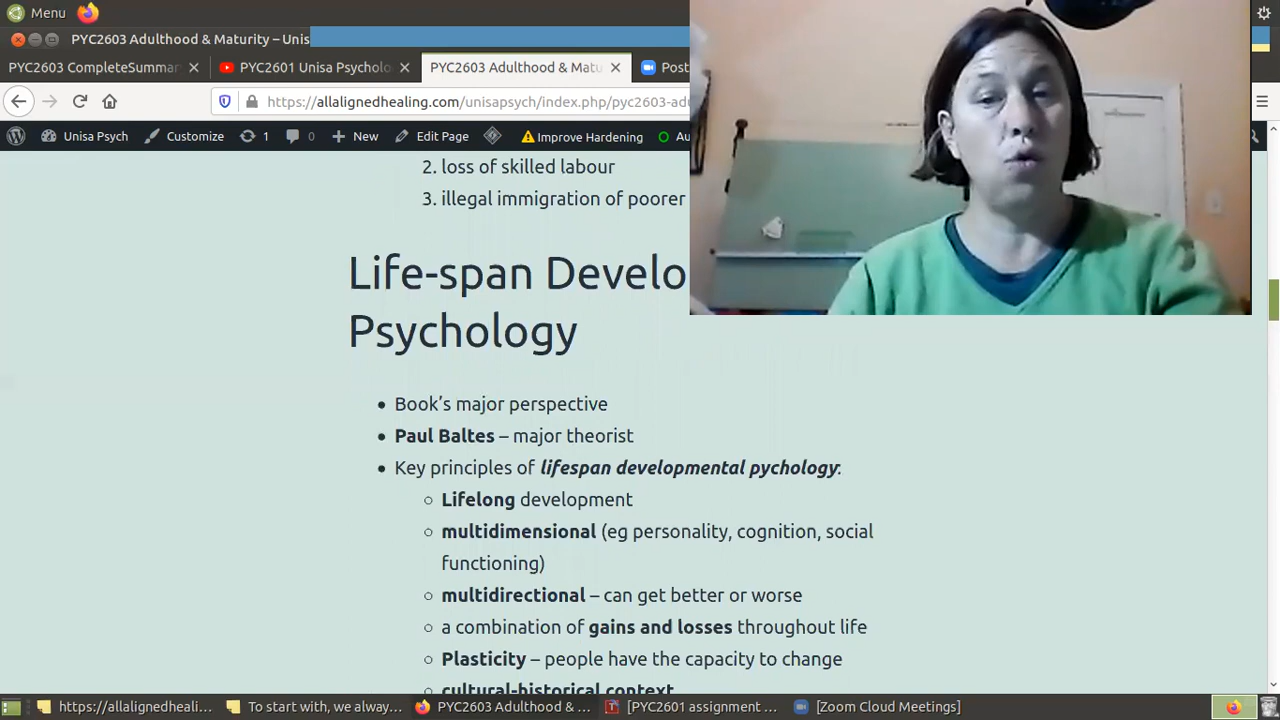 Menu
PYC2603 Adulthood & Maturity – Unis
PYC2603 CompleteSummar
PYC2601 Unisa Psycholo
PYC2603 Adulthood & Matu
Post
https://allalignedhealing.com/unisapsych/index.php/pyc2603-ad
Unisa Psych Customize 1 0 New Edit Page Improve Hardening Au
2. loss of skilled labour
3. illegal immigration of poorer
Life-span Develo
Psychology
• Book's major perspective
• Paul Baltes – major theorist
• Key principles of lifespan developmental pychology:
○ Lifelong development
○ multidimensional (eg personality, cognition, social
functioning)
○ multidirectional – can get better or worse
○ a combination of gains and losses throughout life
○ Plasticity – people have the capacity to change
○ cultural-historical context
https://allalignedheali...
To start with, we alway...
PYC2603 Adulthood & ...
[PYC2601 assignment ...
[Zoom Cloud Meetings]